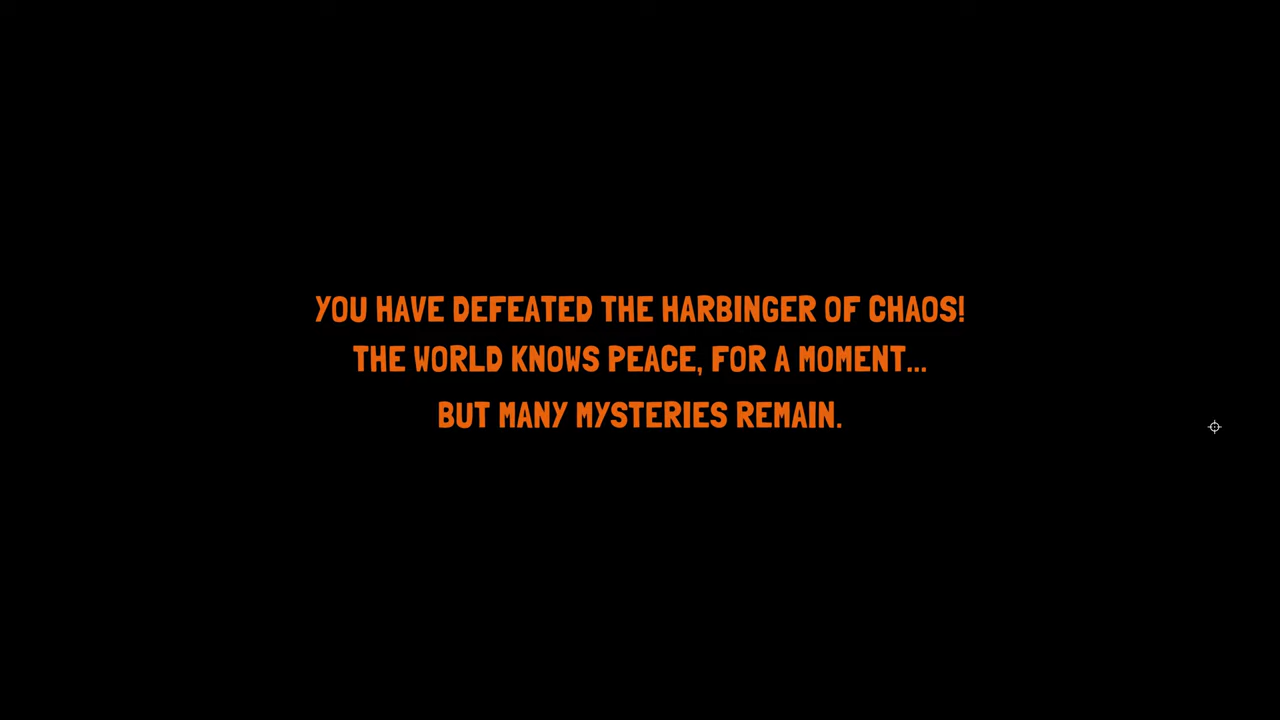 YOU HAVE DEFEATED THE HARBINGER OF CHAOS!
THE WORLD KNOWS PEACE, FOR A MOMENT...
BUT MANY MYSTERIES REMAIN.